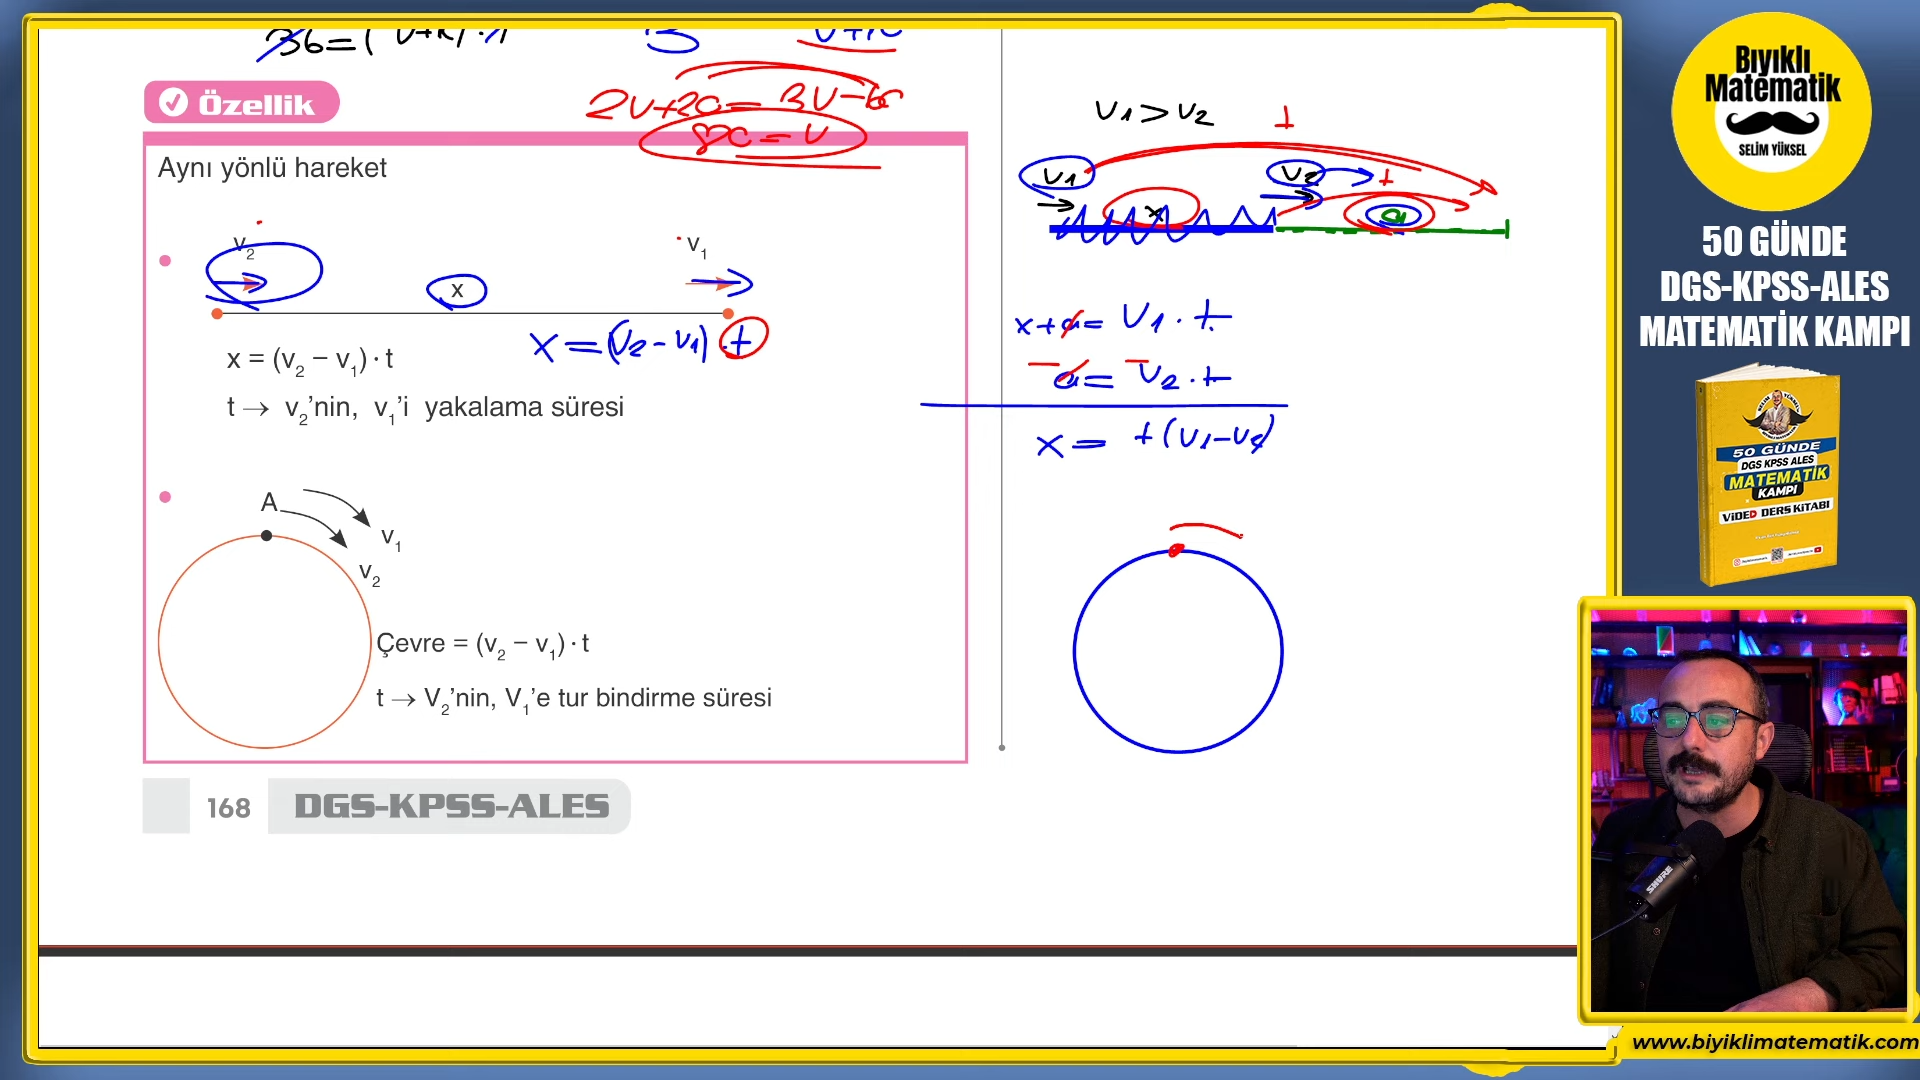 36=(
Özellik
2V+2a=3V-
=V
Aynı yönlü hareket
v2
v1
x
x=(v2-v1).t
x = (v2 − v1) · t
t → v2'nin, v1'i yakalama süresi
A
v1
v2
Çevre = (v2 − v1) · t
t → V2'nin, V1'e tur bindirme süresi
168 DGS-KPSS-ALES
V1>V2
t
V1
V2
t
x
a
x+a=V1.t
a=V2.t
x=t(V1-V2)
Bıyıklı
Matematik
SELİM YÜKSEL
50 GÜNDE
DGS-KPSS-ALES
MATEMATİK KAMPI
50 GÜNDE
DGS KPSS ALES
MATEMATİK
KAMPI
VİDEO DERS KİTABI
SHURE
www.biyiklimatematik.com